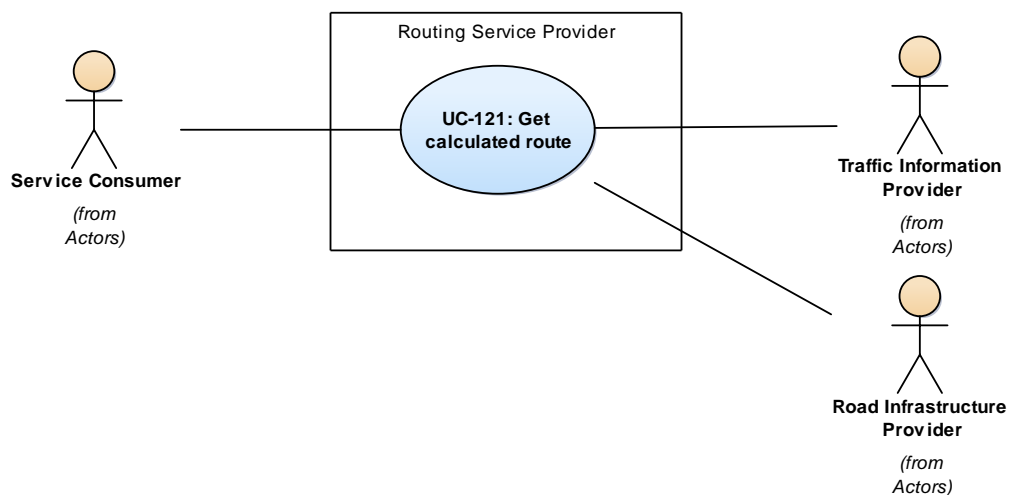 Routing Service Provider
UC-121: Get
calculated route
Service Consumer
(from
Actors)
Traffic Information
Provider
(from
Actors)
Road Infrastructure
Provider
(from
Actors)